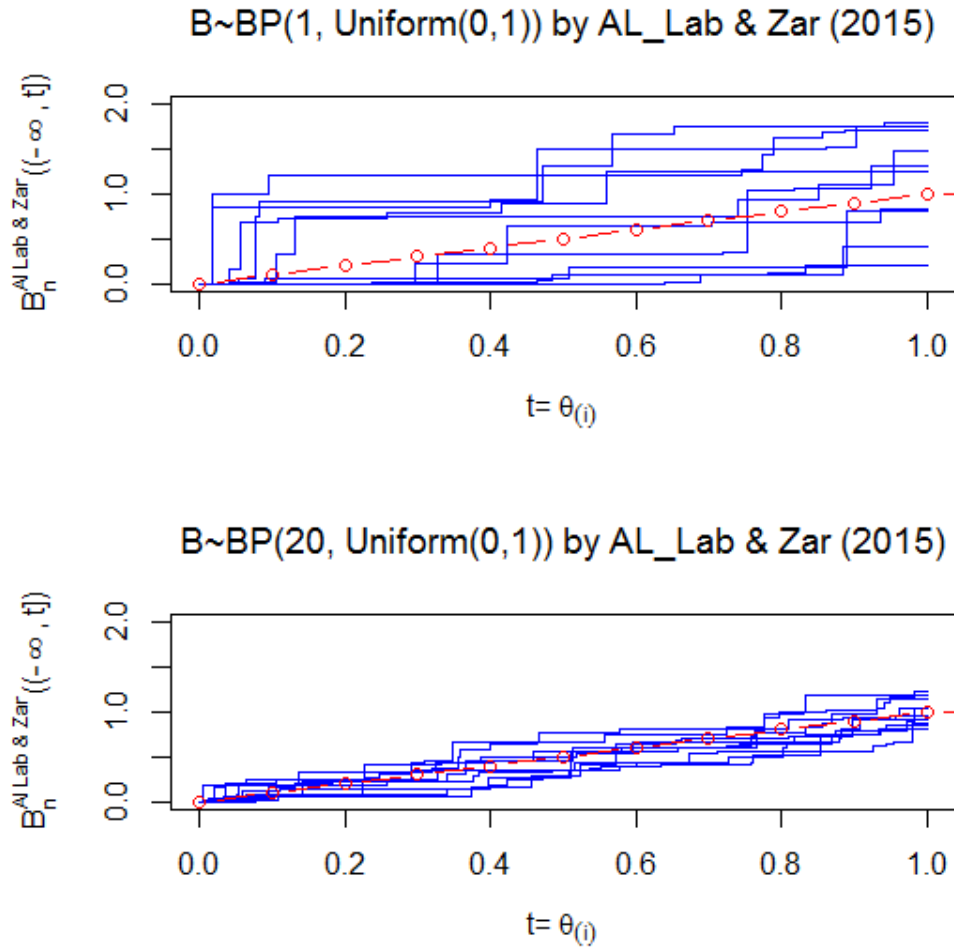 B~BP(1, Uniform(0,1)) by AL_Lab & Zar (2015)
B_n^Al Lab & Zar((-∞, t])
2.0
1.0
0.0
0.0 0.2 0.4 0.6 0.8 1.0
t= θ_(i)
B~BP(20, Uniform(0,1)) by AL_Lab & Zar (2015)
B_n^Al Lab & Zar((-∞, t])
2.0
1.0
0.0
0.0 0.2 0.4 0.6 0.8 1.0
t= θ_(i)